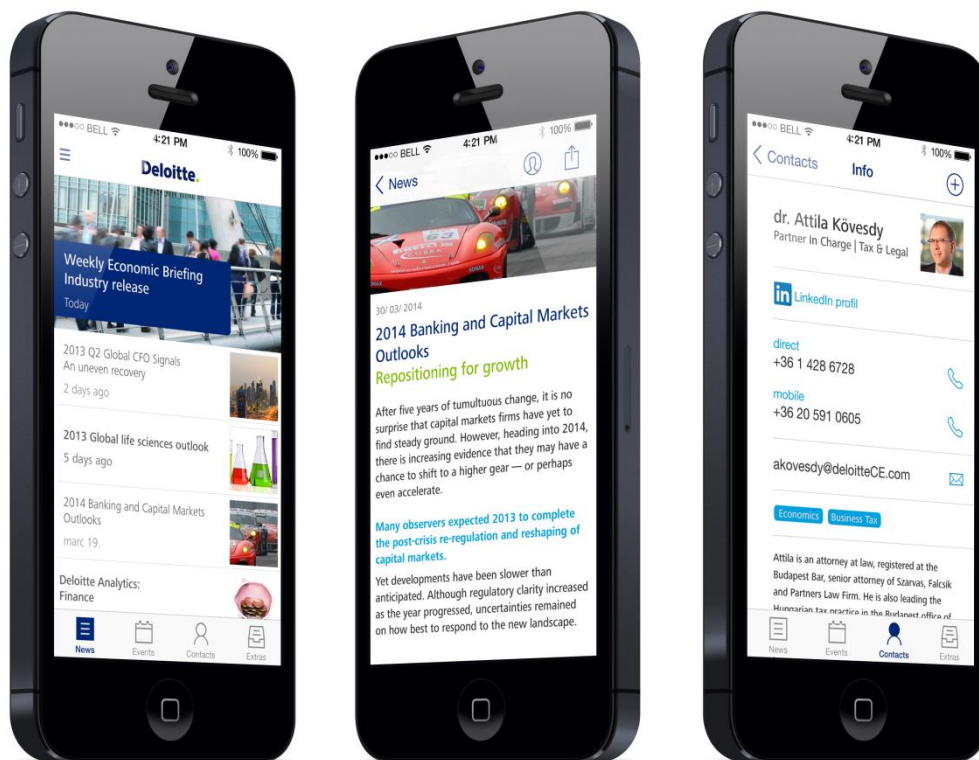 BELL
4:21 PM
100%
Deloitte.
Weekly Economic Briefing
Industry release
Today
2013 Q2 Global CFO Signals
An uneven recovery
2 days ago
2013 Global life sciences outlook
5 days ago
2014 Banking and Capital Markets
Outlooks
marc 19.
Deloitte Analytics:
Finance
News
Events
Contacts
Extras
BELL
4:21 PM
100%
News
63
30/ 03/ 2014
2014 Banking and Capital Markets
Outlooks
Repositioning for growth
After five years of tumultuous change, it is no
surprise that capital markets firms have yet to
find steady ground. However, heading into 2014,
there is increasing evidence that they may have a
chance to shift to a higher gear — or perhaps
even accelerate.
Many observers expected 2013 to complete
the post-crisis re-regulation and reshaping of
capital markets.
Yet developments have been slower than
anticipated. Although regulatory clarity increased
as the year progressed, uncertainties remained
on how best to respond to the new landscape.
BELL
4:21 PM
100%
Contacts
Info
dr. Attila Kövesdy
Partner in Charge | Tax & Legal
in LinkedIn profil
direct
+36 1 428 6728
mobile
+36 20 591 0605
akovesdy@deloitteCE.com
Economics Business Tax
Attila is an attorney at law, registered at the
Budapest Bar, senior attorney of Szarvas, Falcsik
and Partners Law Firm. He is also leading the
Hungarian tax practice in the Budapest office of
News
Events
Contacts
Extras